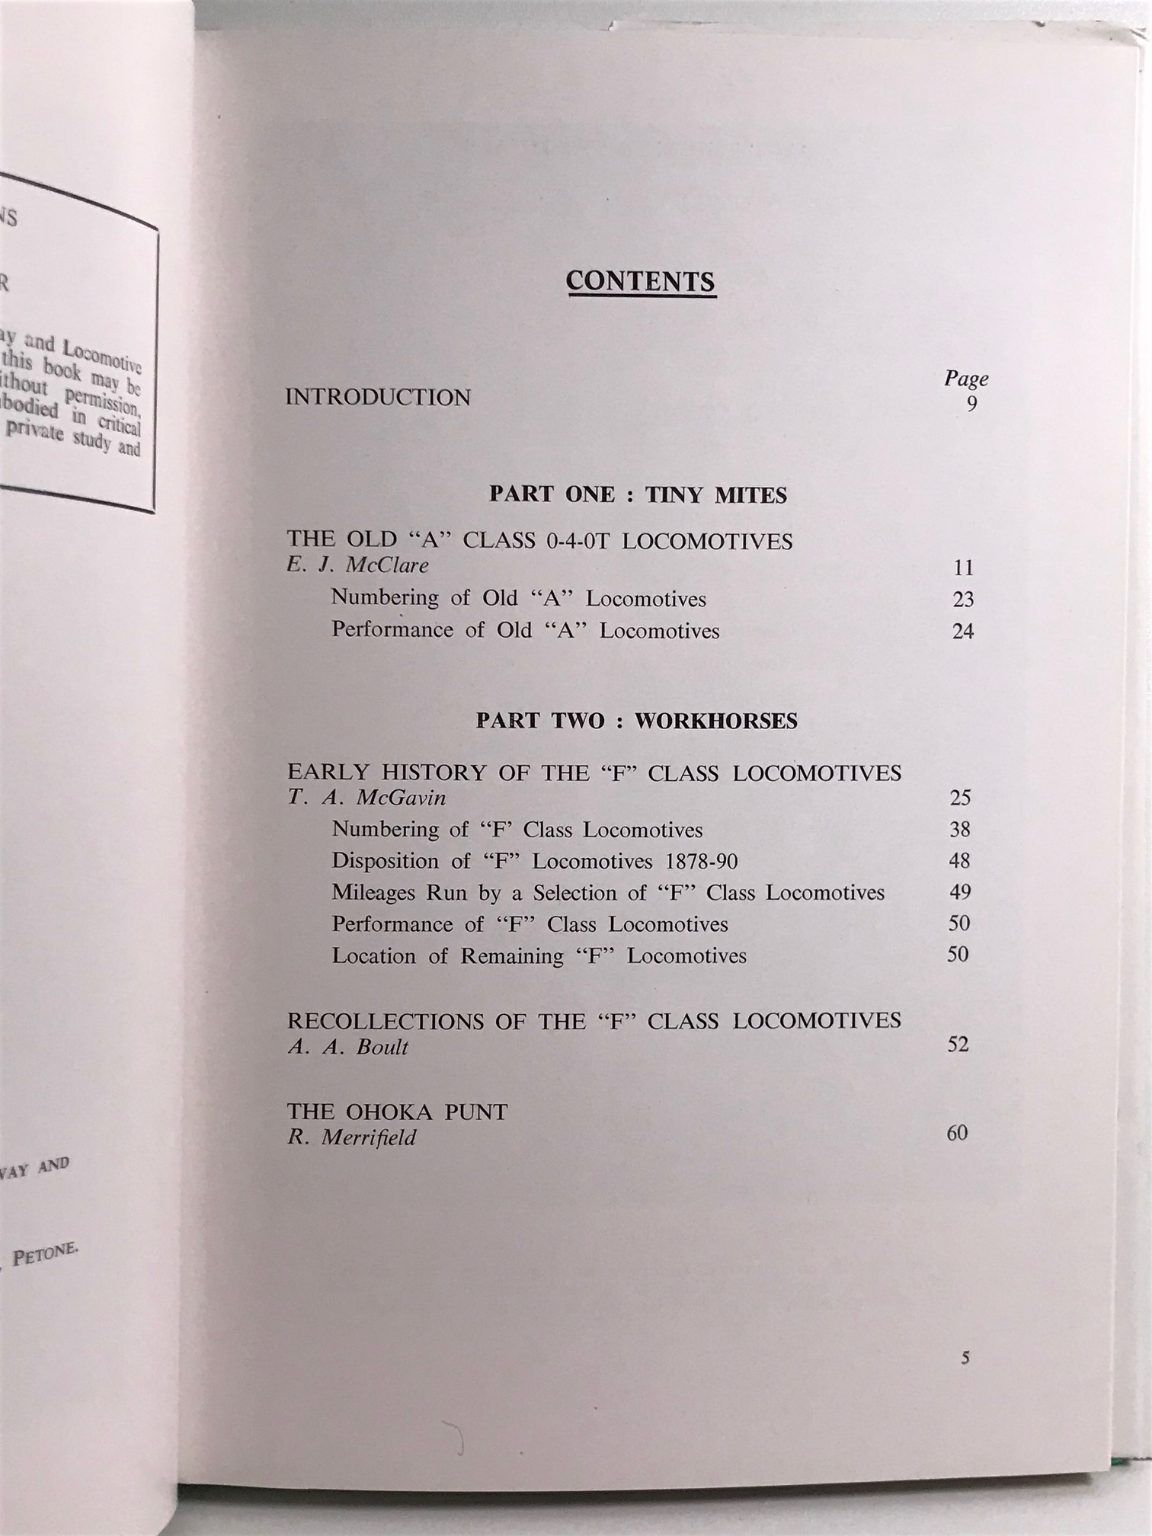 NS
R
ay and Locomotive
this book may be
ithout permission,
bodied in critical
private study and
WAY AND
PETONE.
CONTENTS
Page
INTRODUCTION 9
PART ONE : TINY MITES
THE OLD “A” CLASS 0-4-0T LOCOMOTIVES
E. J. McClare 11
Numbering of Old “A” Locomotives 23
Performance of Old “A” Locomotives 24
PART TWO : WORKHORSES
EARLY HISTORY OF THE “F” CLASS LOCOMOTIVES
T. A. McGavin 25
Numbering of “F’ Class Locomotives 38
Disposition of “F” Locomotives 1878-90 48
Mileages Run by a Selection of “F” Class Locomotives 49
Performance of “F” Class Locomotives 50
Location of Remaining “F” Locomotives 50
RECOLLECTIONS OF THE “F” CLASS LOCOMOTIVES
A. A. Boult 52
THE OHOKA PUNT
R. Merrifield 60
5